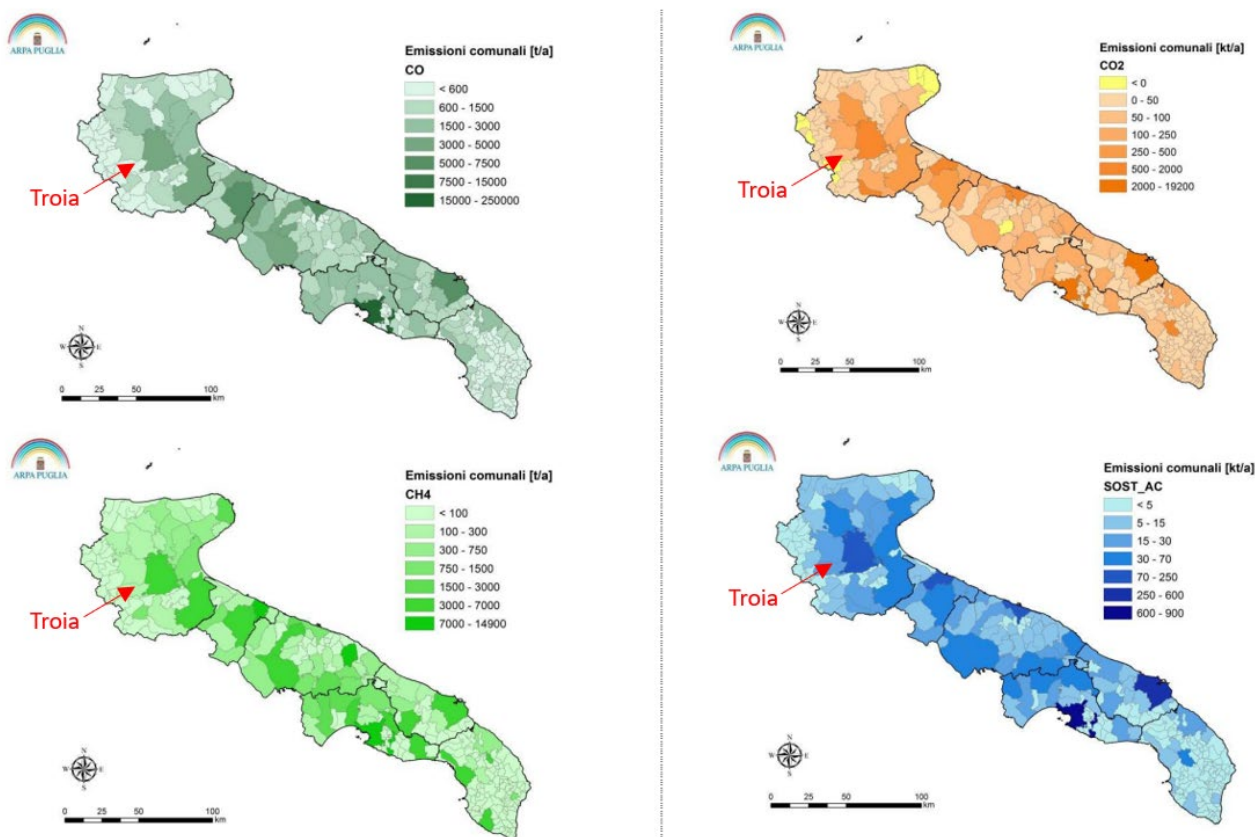 ARPA PUGLIA
Emissioni comunali [t/a]
CO
< 600
600 - 1500
1500 - 3000
3000 - 5000
5000 - 7500
7500 - 15000
15000 - 250000
Troia
N
W E
S
0 25 50 100
km
ARPA PUGLIA
Emissioni comunali [kt/a]
CO2
< 0
0 - 50
50 - 100
100 - 250
250 - 500
500 - 2000
2000 - 19200
Troia
N
W E
S
0 25 50 100
km
ARPA PUGLIA
Emissioni comunali [t/a]
CH4
< 100
100 - 300
300 - 750
750 - 1500
1500 - 3000
3000 - 7000
7000 - 14900
Troia
N
W E
S
0 25 50 100
km
ARPA PUGLIA
Emissioni comunali [kt/a]
SOST_AC
< 5
5 - 15
15 - 30
30 - 70
70 - 250
250 - 600
600 - 900
Troia
N
W E
S
0 25 50 100
km